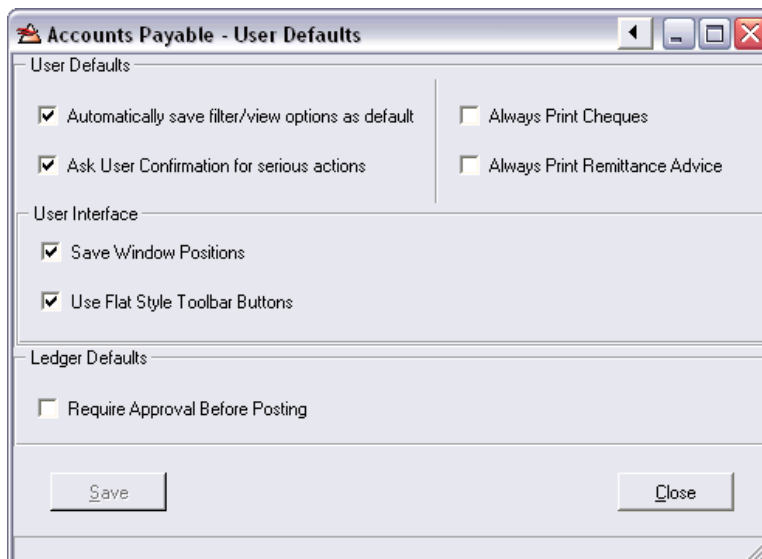 Accounts Payable - User Defaults
User Defaults
Automatically save filter/view options as default
Always Print Cheques
Ask User Confirmation for serious actions
Always Print Remittance Advice
User Interface
Save Window Positions
Use Flat Style Toolbar Buttons
Ledger Defaults
Require Approval Before Posting
Save
Close